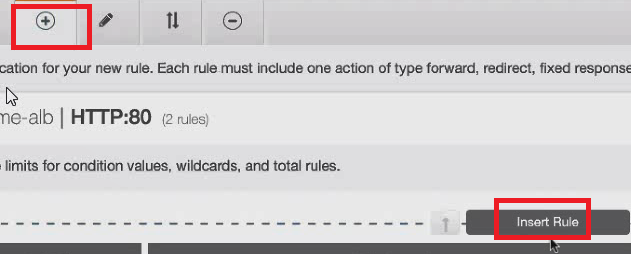 cation for your new rule. Each rule must include one action of type forward, redirect, fixed response
me-alb | HTTP:80 (2 rules)
limits for condition values, wildcards, and total rules.
Insert Rule